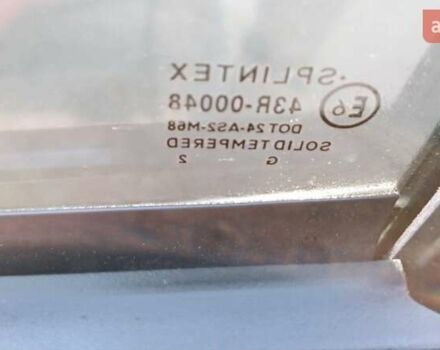 ·SPLINTEX
E6 43R-00048
DOT24-AS2-M68
SOLID TEMPERED
G 2